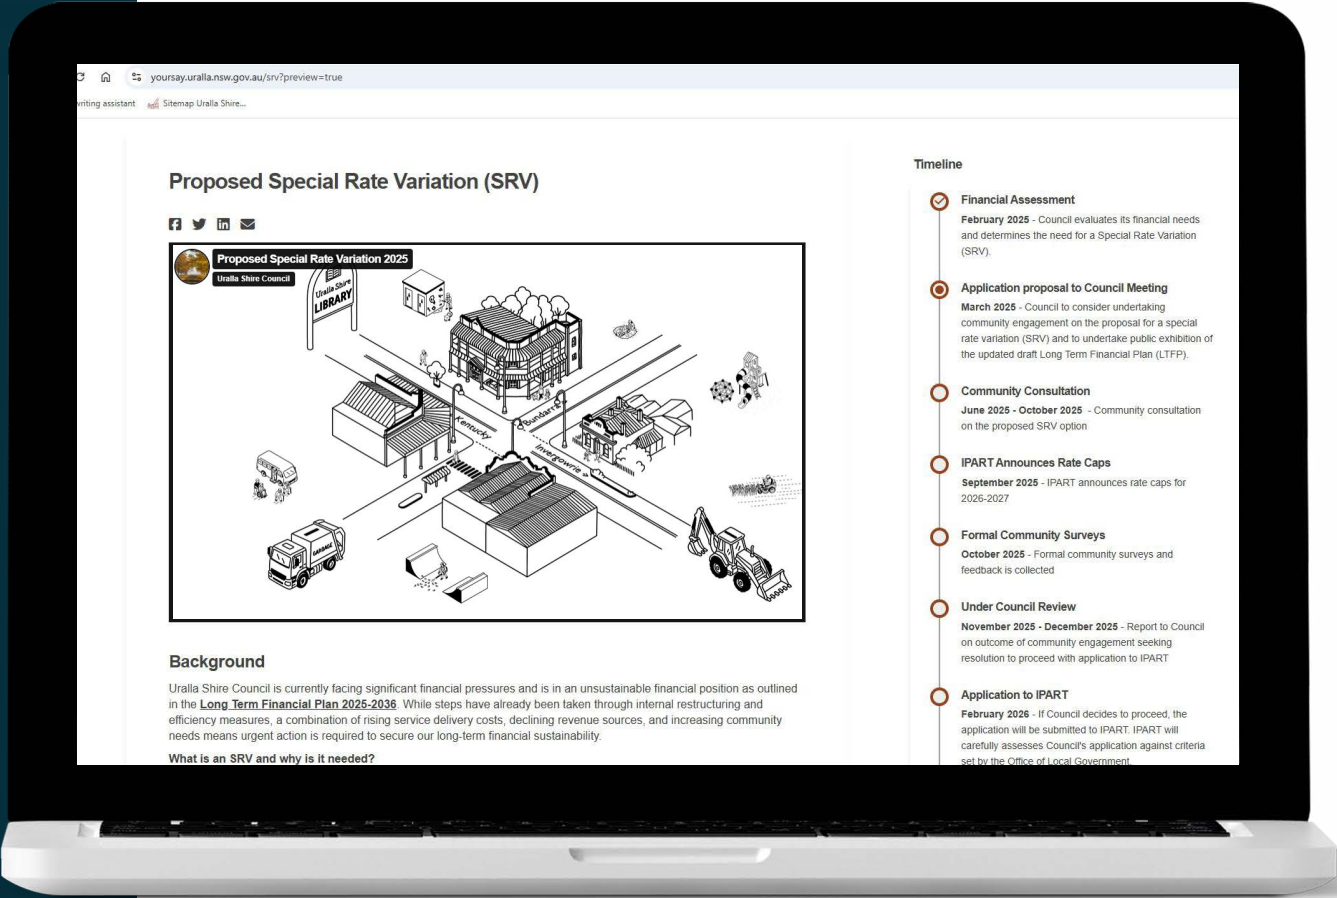 yoursay.uralla.nsw.gov.au/srv?preview=true
writing assistant
Sitemap Uralla Shire...
Proposed Special Rate Variation (SRV)
Proposed Special Rate Variation 2025
Uralla Shire Council
Uralla Shire
LIBRARY
Kentucky
Bundarra
Invergowrie
GARBAGE
Background
Uralla Shire Council is currently facing significant financial pressures and is in an unsustainable financial position as outlined
in the Long Term Financial Plan 2025-2036. While steps have already been taken through internal restructuring and
efficiency measures, a combination of rising service delivery costs, declining revenue sources, and increasing community
needs means urgent action is required to secure our long-term financial sustainability.
What is an SRV and why is it needed?
Timeline
Financial Assessment
February 2025 - Council evaluates its financial needs
and determines the need for a Special Rate Variation
(SRV).
Application proposal to Council Meeting
March 2025 - Council to consider undertaking
community engagement on the proposal for a special
rate variation (SRV) and to undertake public exhibition of
the updated draft Long Term Financial Plan (LTFP).
Community Consultation
June 2025 - October 2025 - Community consultation
on the proposed SRV option
IPART Announces Rate Caps
September 2025 - IPART announces rate caps for
2026-2027
Formal Community Surveys
October 2025 - Formal community surveys and
feedback is collected
Under Council Review
November 2025 - December 2025 - Report to Council
on outcome of community engagement seeking
resolution to proceed with application to IPART
Application to IPART
February 2026 - If Council decides to proceed, the
application will be submitted to IPART. IPART will
carefully assesses Council's application against criteria
set by the Office of Local Government.